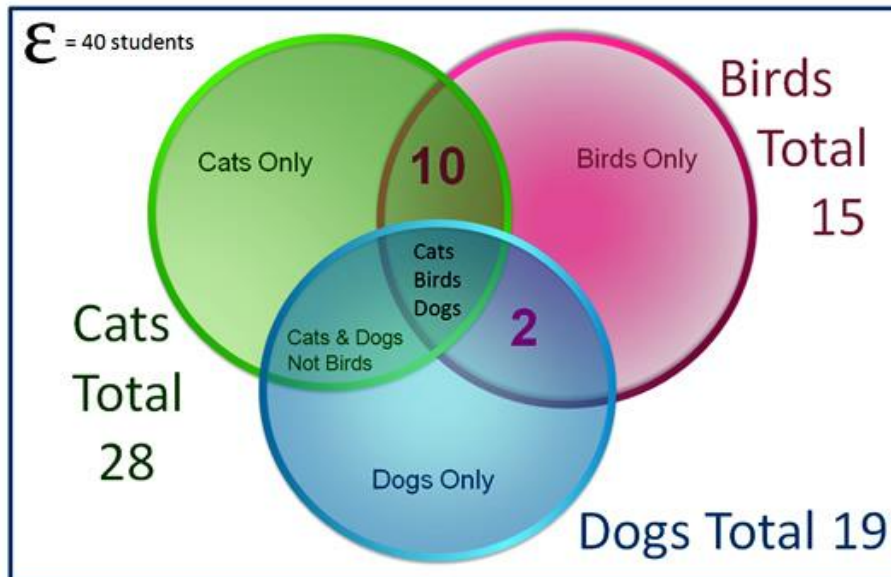 ε = 40 students
Birds
Total
15
Cats Only
10
Birds Only
Cats
Birds
Dogs
2
Cats & Dogs
Not Birds
Cats
Total
28
Dogs Only
Dogs Total 19